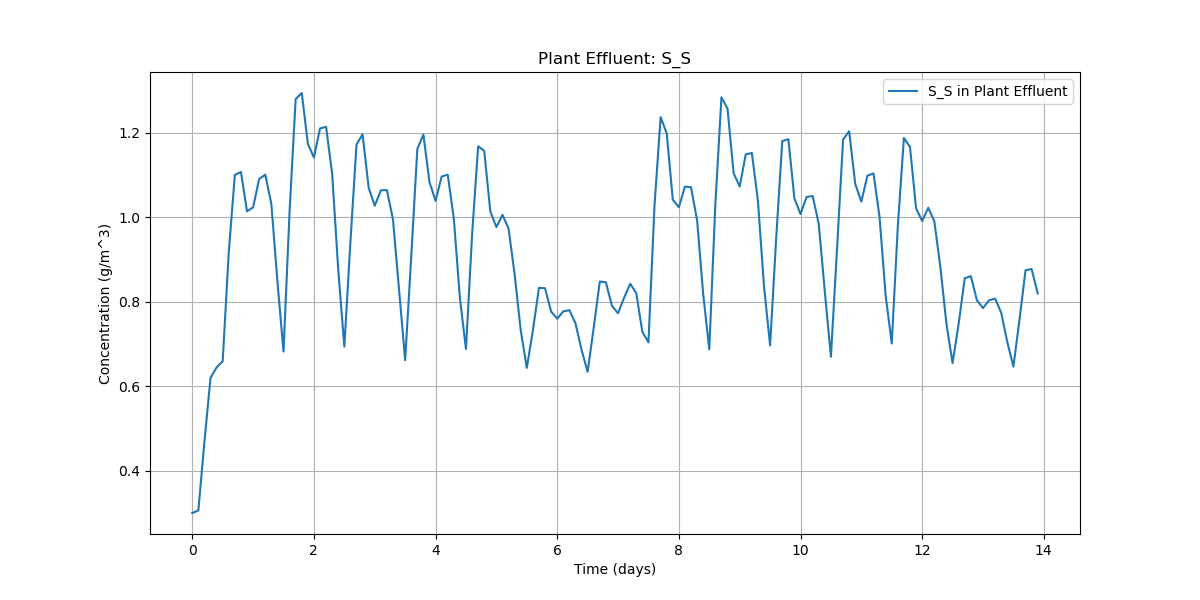 Plant Effluent: S_S
S_S in Plant Effluent
Concentration (g/m^3)
1.2
1.0
0.8
0.6
0.4
0 2 4 6 8 10 12 14
Time (days)